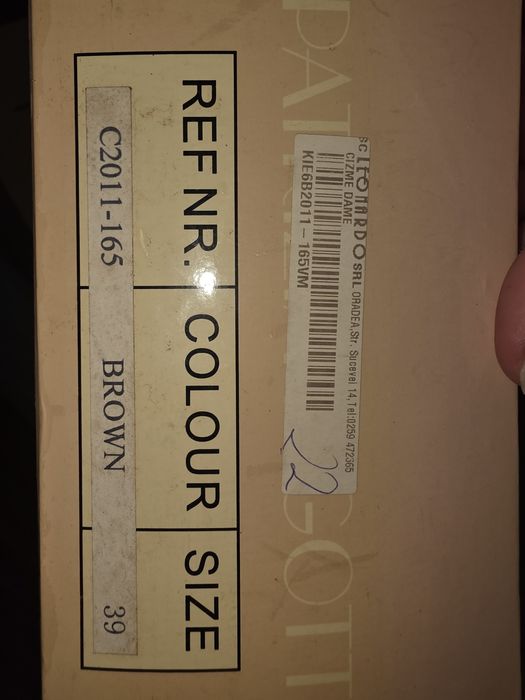 REF NR. COLOUR SIZE
C2011-165 BROWN 39
SC LEONARDO SRL ORADEA,Str. Sucevei 14,Tel:0259 472365
CIZME DAME
KIE6B2011-165VM
22